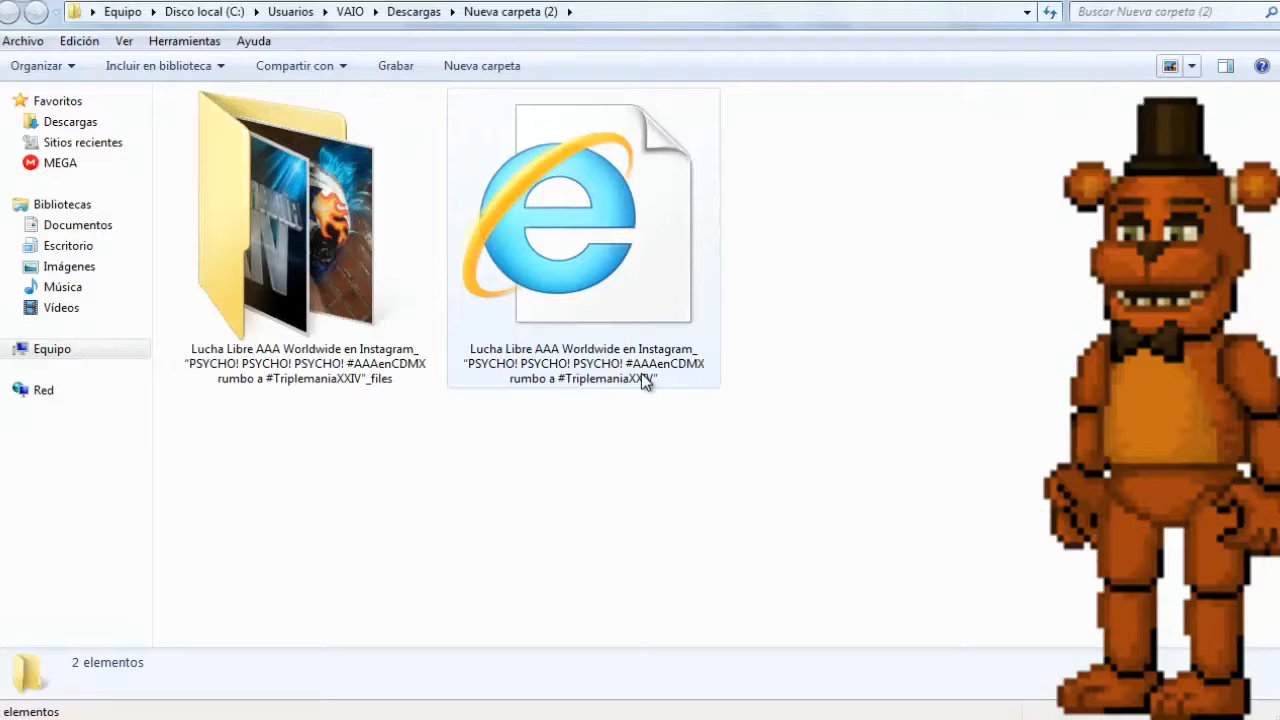 Equipo Disco local (C:) Usuarios VAIO Descargas Nueva carpeta (2) Buscar Nueva carpeta (2)
Archivo Edición Ver Herramientas Ayuda
Organizar Incluir en biblioteca Compartir con Grabar Nueva carpeta
Favoritos
Descargas
Sitios recientes
MEGA
Bibliotecas
Documentos
Escritorio
Imágenes
Música
Vídeos
Equipo
Red
Lucha Libre AAA Worldwide en Instagram_
“PSYCHO! PSYCHO! PSYCHO! #AAAenCDMX
rumbo a #TriplemaniaXXIV”_files
Lucha Libre AAA Worldwide en Instagram_
“PSYCHO! PSYCHO! PSYCHO! #AAAenCDMX
rumbo a #TriplemaniaXXIV”
2 elementos
elementos